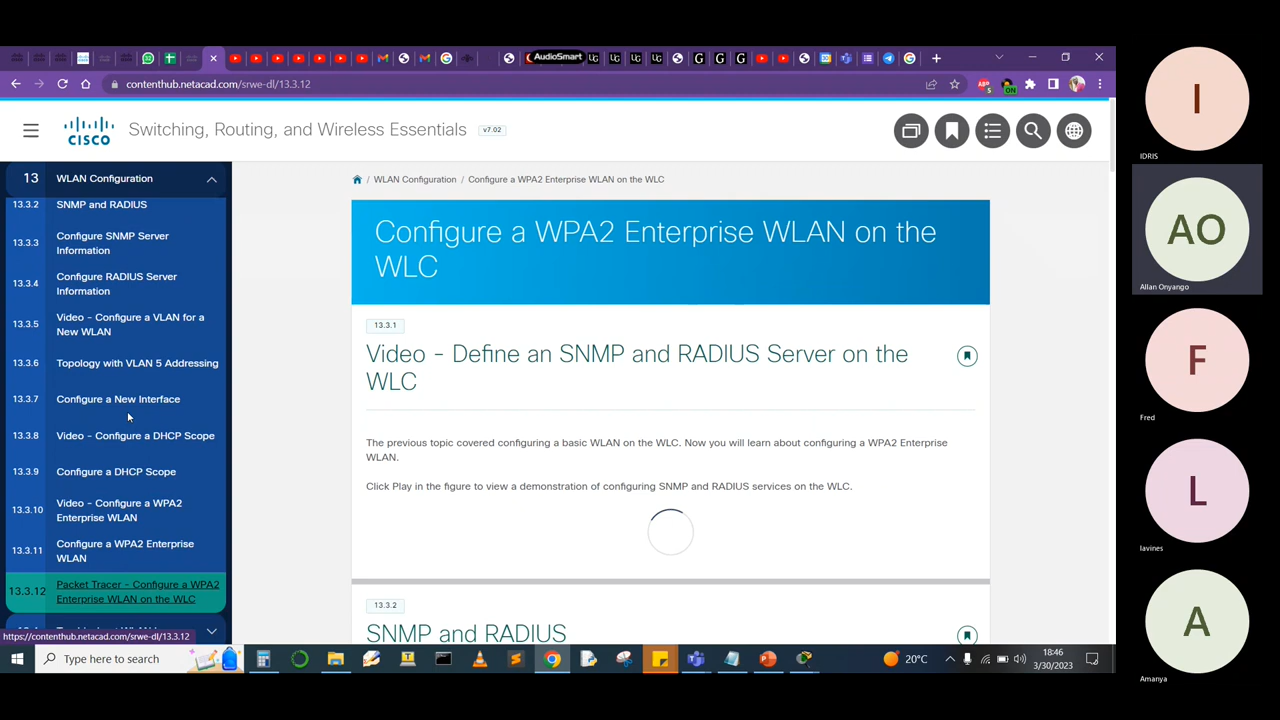 AudioSmart
contenthub.netacad.com/srwe-dl/13.3.12
CISCO
Switching, Routing, and Wireless Essentials
v7.02
13 WLAN Configuration
13.3.2 SNMP and RADIUS
13.3.3 Configure SNMP Server
Information
13.3.4 Configure RADIUS Server
Information
13.3.5 Video - Configure a VLAN for a
New WLAN
13.3.6 Topology with VLAN 5 Addressing
13.3.7 Configure a New Interface
13.3.8 Video - Configure a DHCP Scope
13.3.9 Configure a DHCP Scope
13.3.10 Video - Configure a WPA2
Enterprise WLAN
13.3.11 Configure a WPA2 Enterprise
WLAN
13.3.12 Packet Tracer - Configure a WPA2
Enterprise WLAN on the WLC
https://contenthub.netacad.com/srwe-dl/13.3.12
/ WLAN Configuration / Configure a WPA2 Enterprise WLAN on the WLC
Configure a WPA2 Enterprise WLAN on the
WLC
13.3.1
Video - Define an SNMP and RADIUS Server on the
WLC
The previous topic covered configuring a basic WLAN on the WLC. Now you will learn about configuring a WPA2 Enterprise
WLAN.
Click Play in the figure to view a demonstration of configuring SNMP and RADIUS services on the WLC.
13.3.2
SNMP and RADIUS
Type here to search
20°C
18:46
3/30/2023
I
IDRIS
AO
Allan Onyango
F
Fred
L
lavines
A
Amanya